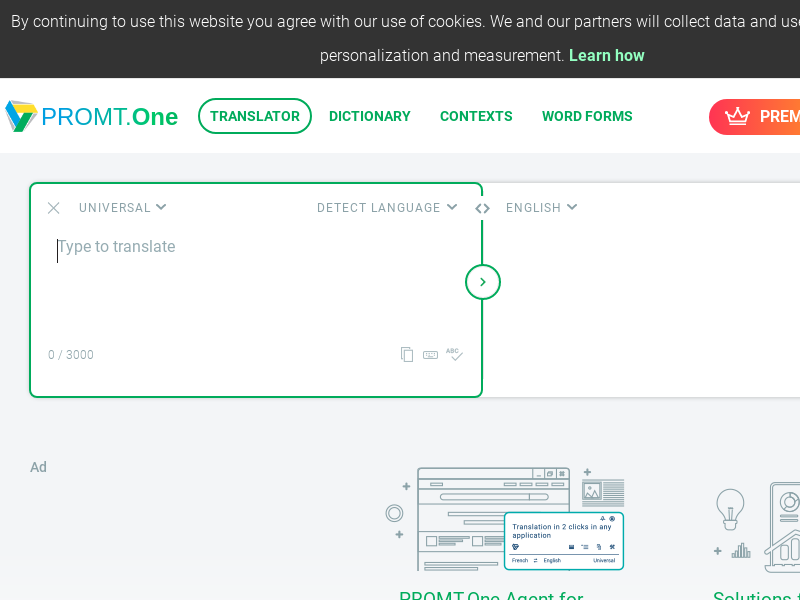 By continuing to use this website you agree with our use of cookies. We and our partners will collect data and use
personalization and measurement. Learn how
PROMT.One
TRANSLATOR
DICTIONARY
CONTEXTS
WORD FORMS
PREM
UNIVERSAL
DETECT LANGUAGE
ENGLISH
Type to translate
0 / 3000
ABC
Ad
Translation in 2 clicks in any
application
French
English
Universal
PROMT.One Agent for
Solutions f